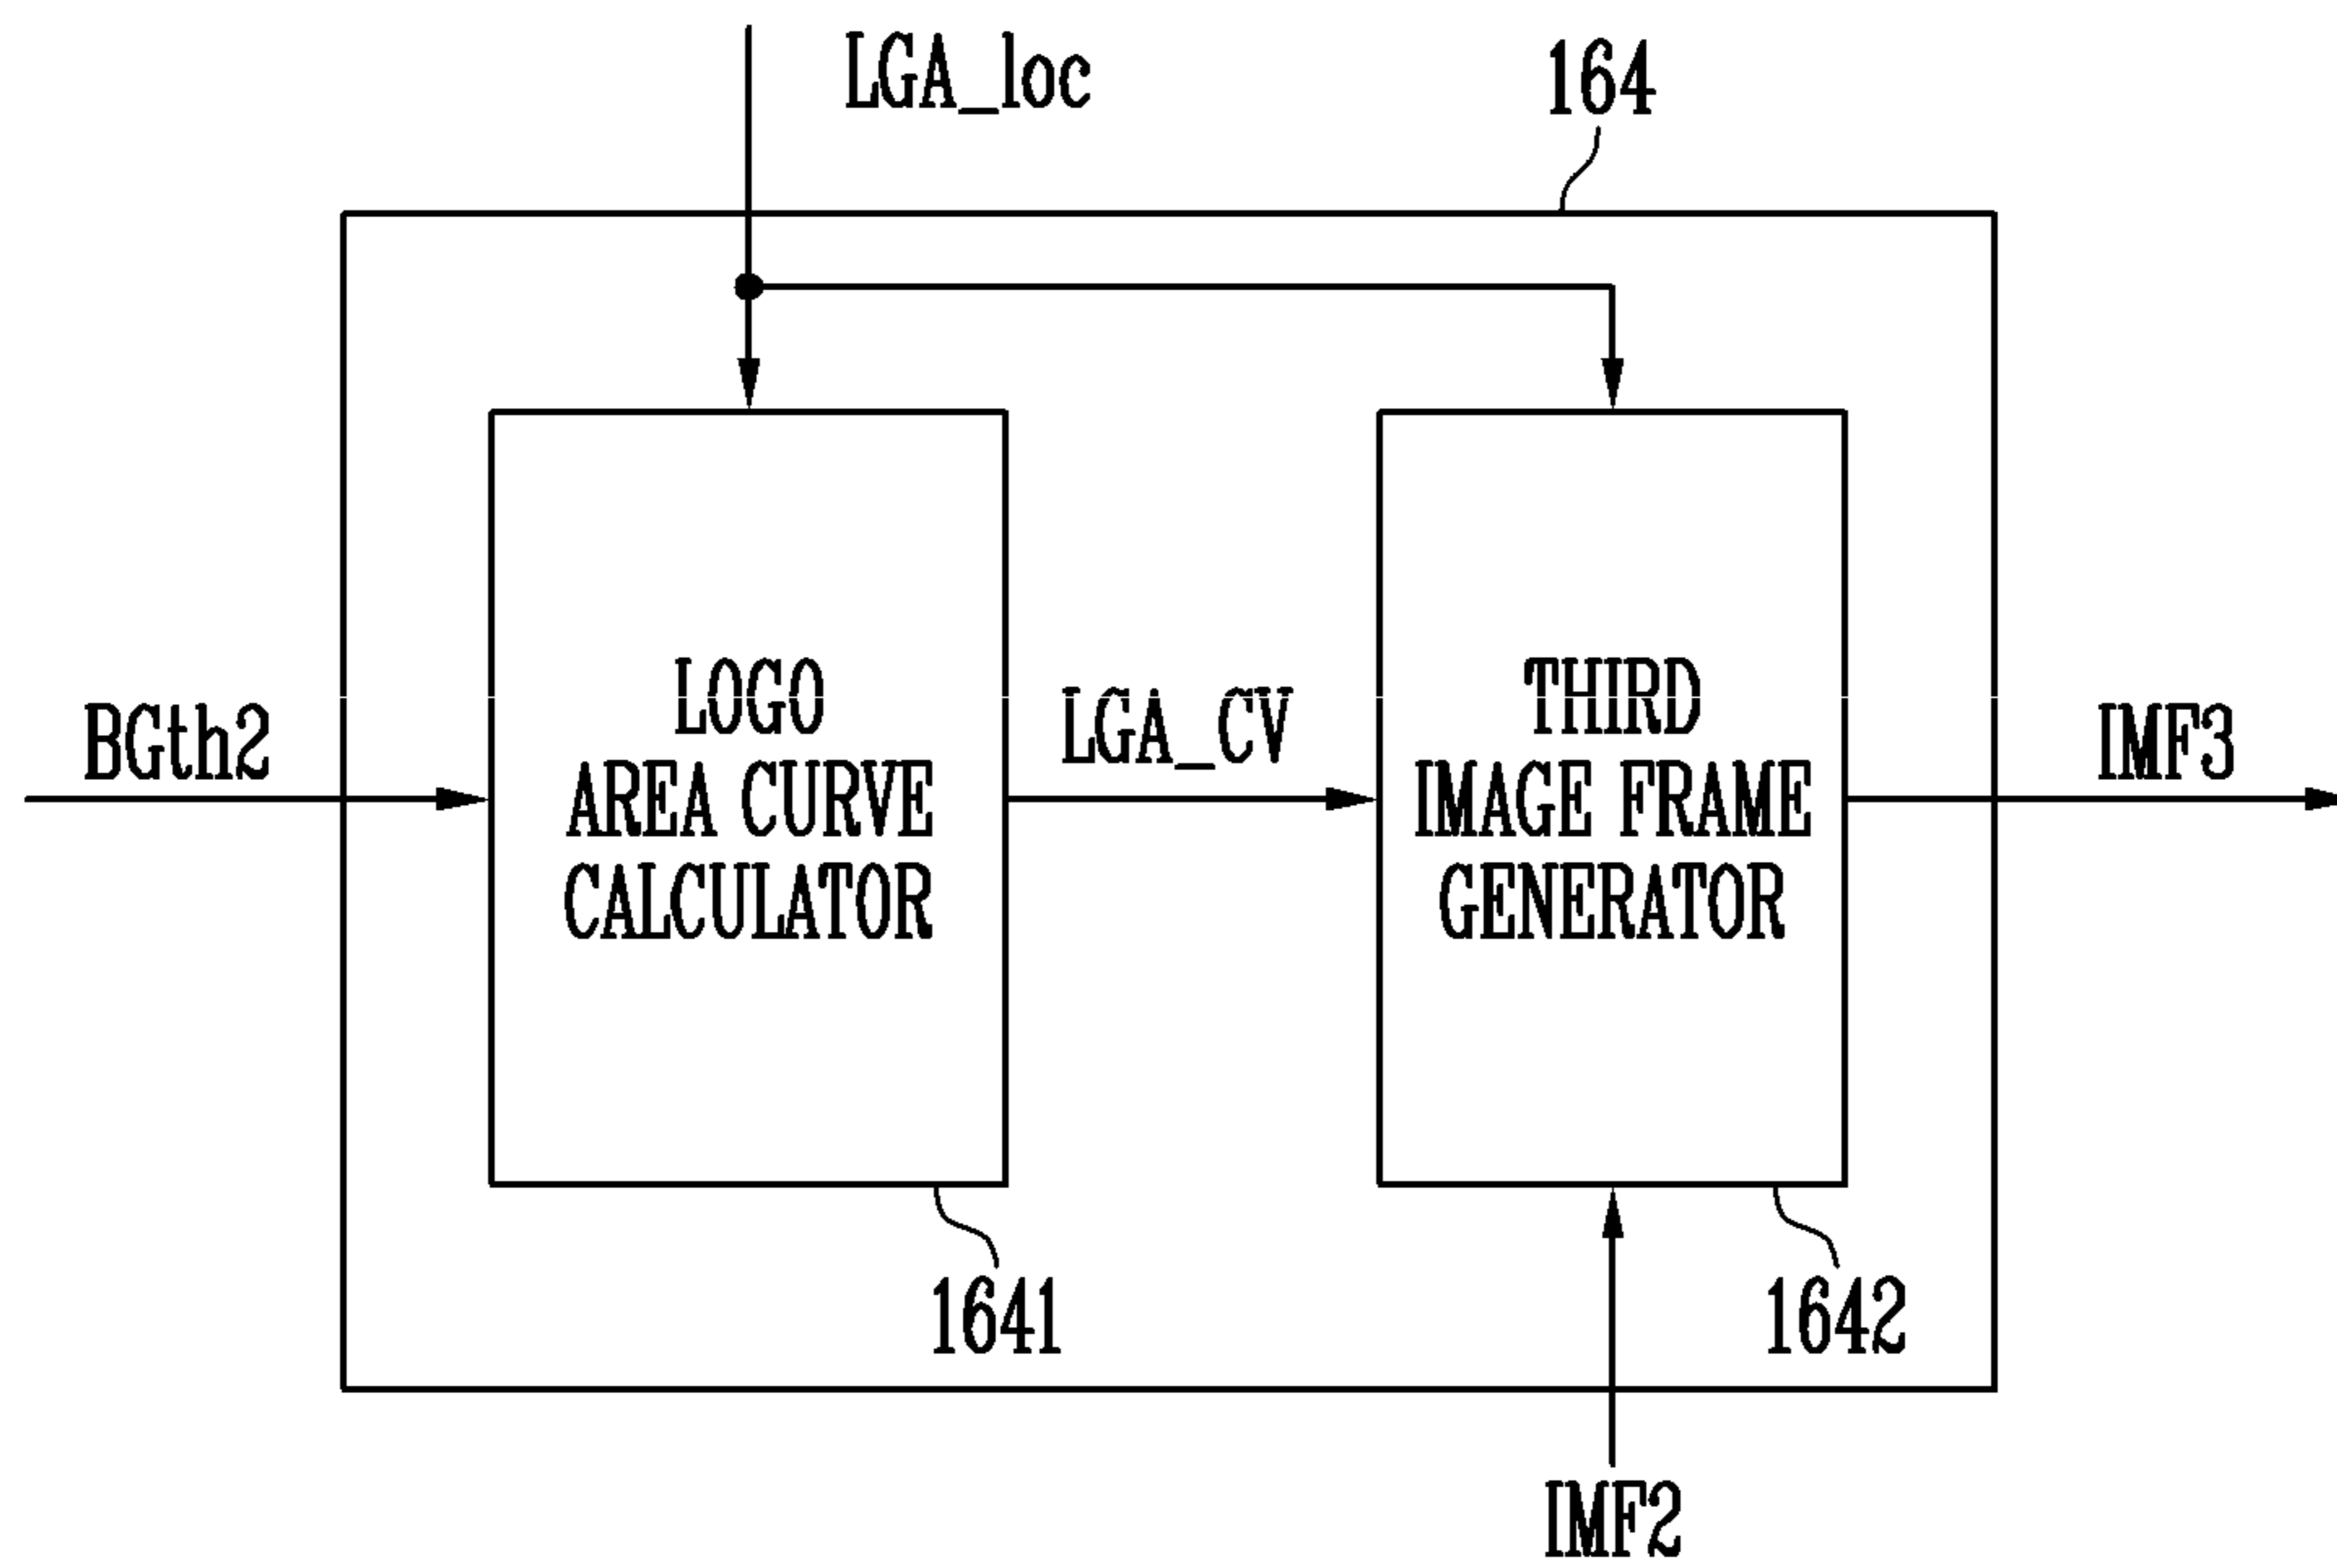 LGA_loc
164
BGth2
LOGO
AREA CURVE
CALCULATOR
LGA_CV
THIRD
IMAGE FRAME
GENERATOR
IMF3
1641
1642
IMF2